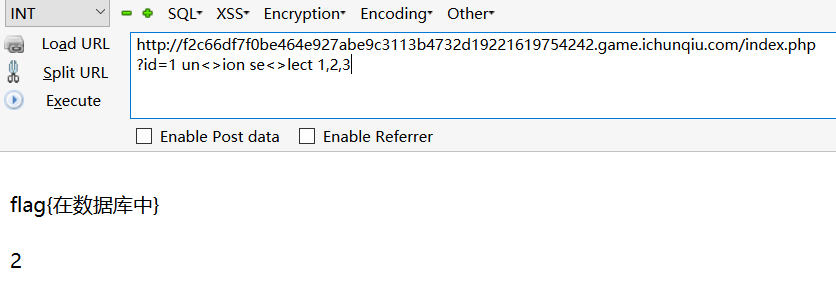 INT SQL XSS Encryption Encoding Other
Load URL
Split URL
Execute
http://f2c66df7f0be464e927abe9c3113b4732d19221619754242.game.ichunqiu.com/index.php
?id=1 un<>ion se<>lect 1,2,3
Enable Post data Enable Referrer
flag{在数据库中}
2